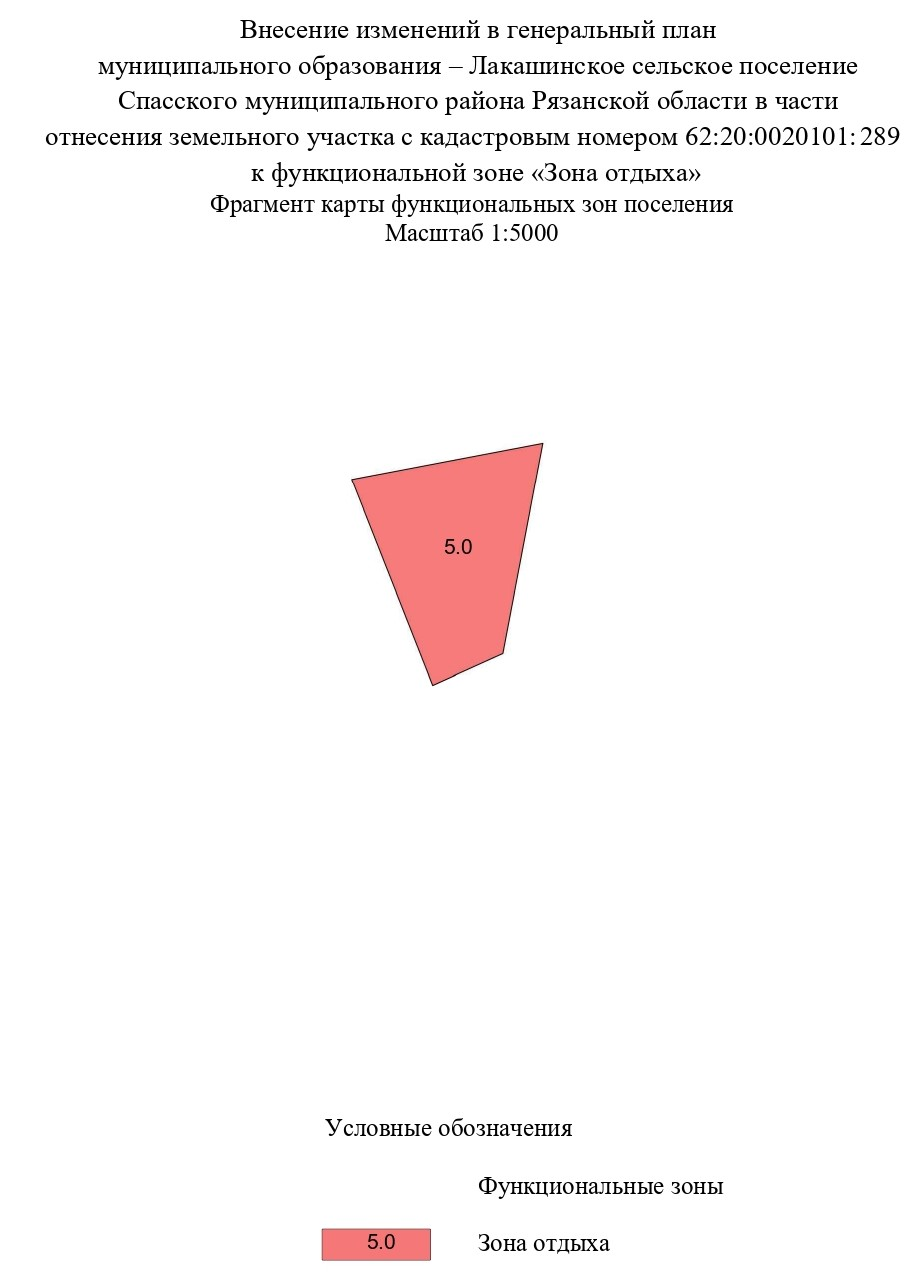 Внесение изменений в генеральный план
муниципального образования – Лакашинское сельское поселение
Спасского муниципального района Рязанской области в части
отнесения земельного участка с кадастровым номером 62:20:0020101:289
к функциональной зоне «Зона отдыха»
Фрагмент карты функциональных зон поселения
Масштаб 1:5000
5.0
Условные обозначения
Функциональные зоны
5.0 Зона отдыха